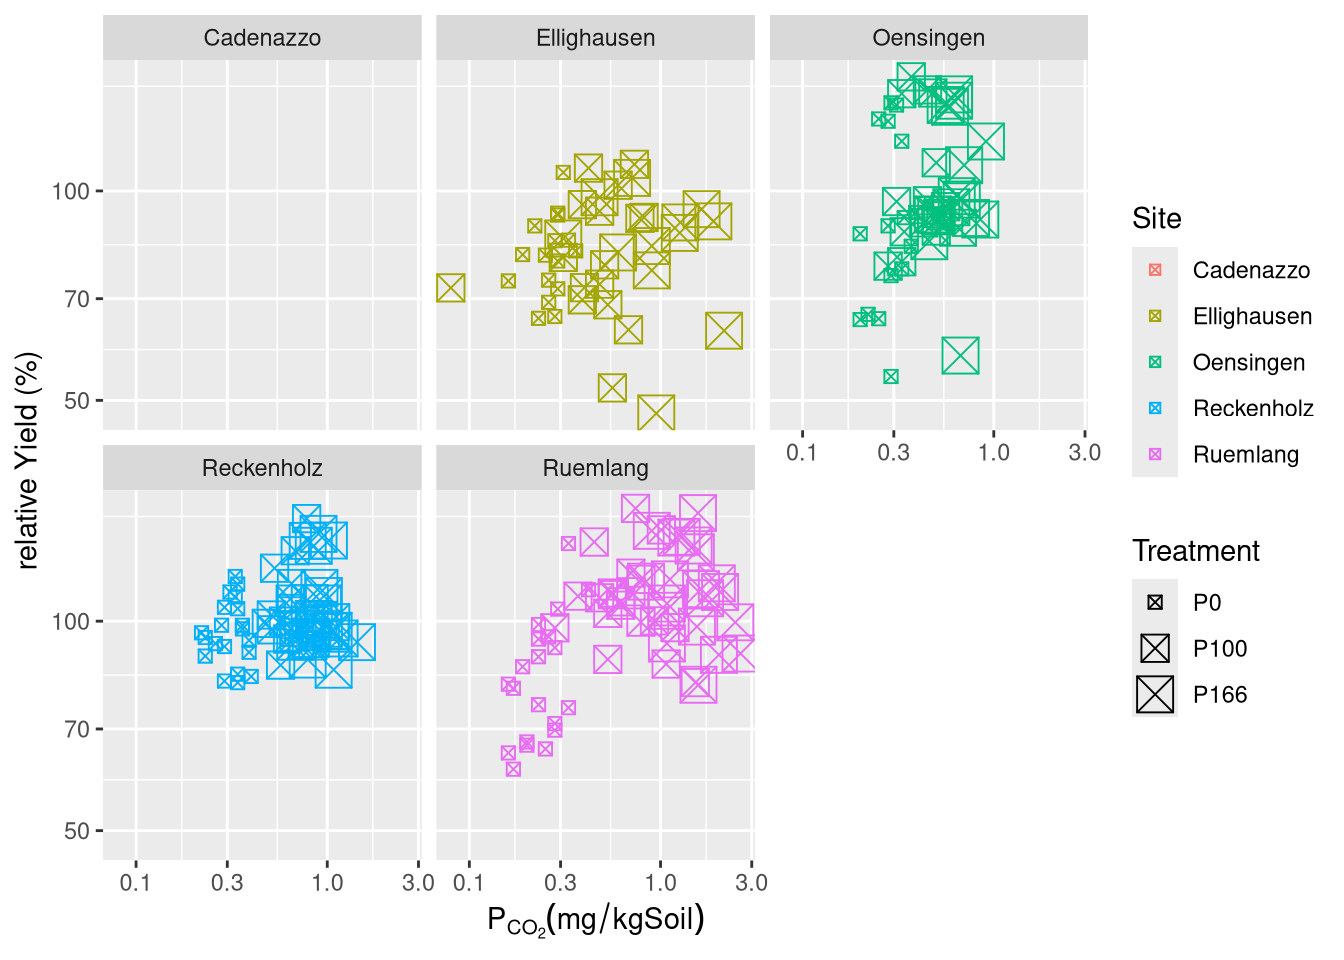 Cadenazzo
Ellighausen
Oensingen
100
70
50
0.1 0.3 1.0 3.0
Reckenholz
Ruemlang
100
70
50
0.1 0.3 1.0 3.0
0.1 0.3 1.0 3.0
relative Yield (%)
P_CO₂(mg/kgSoil)
Site
Cadenazzo
Ellighausen
Oensingen
Reckenholz
Ruemlang
Treatment
P0
P100
P166